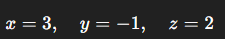 x = 3, y = −1, z = 2